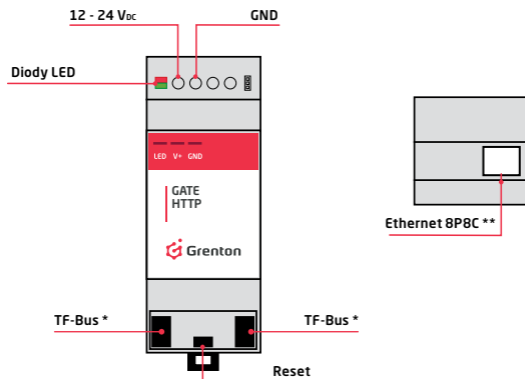 12 - 24 VDC
GND
Diody LED
LED V+ GND
GATE
HTTP
Grenton
Ethernet 8P8C **
TF-Bus *
TF-Bus *
Reset